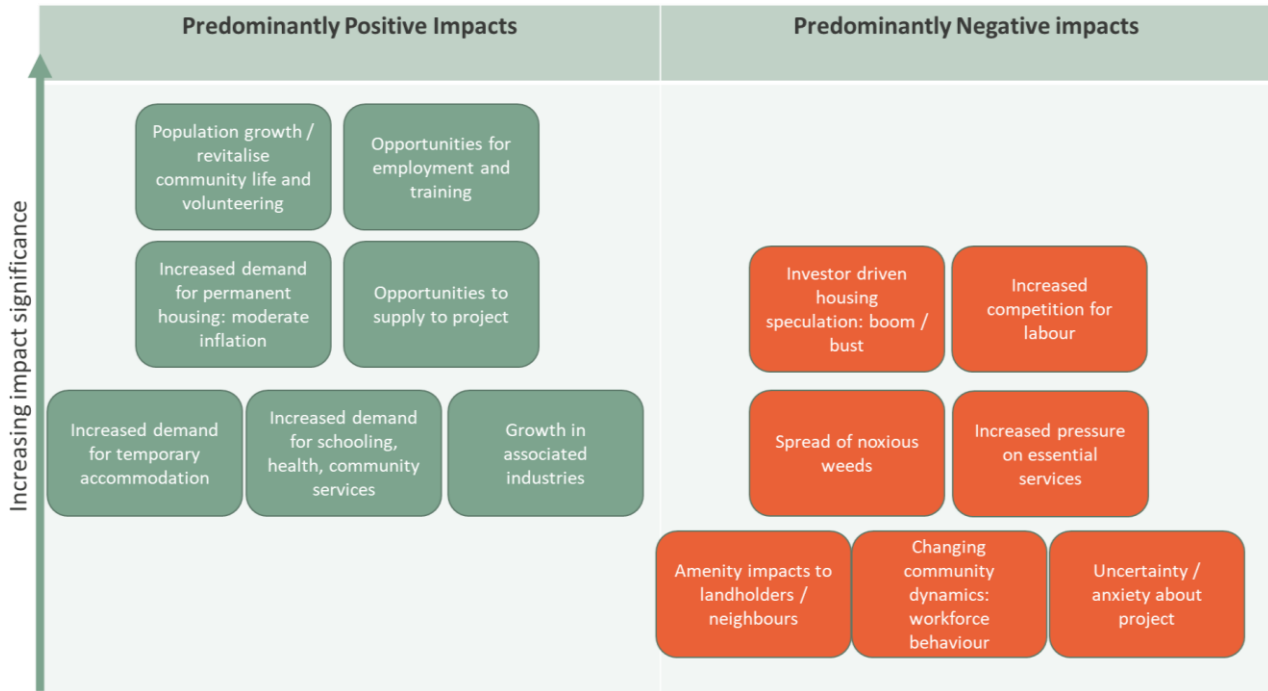 Predominantly Positive Impacts
Predominantly Negative impacts
Increasing impact significance
Population growth /
revitalise
community life and
volunteering
Opportunities for
employment and
training
Increased demand
for permanent
housing: moderate
inflation
Opportunities to
supply to project
Investor driven
housing
speculation: boom /
bust
Increased
competition for
labour
Increased demand
for temporary
accommodation
Increased demand
for schooling,
health, community
services
Growth in
associated
industries
Spread of noxious
weeds
Increased pressure
on essential
services
Amenity impacts to
landholders /
neighbours
Changing
community
dynamics:
workforce
behaviour
Uncertainty /
anxiety about
project